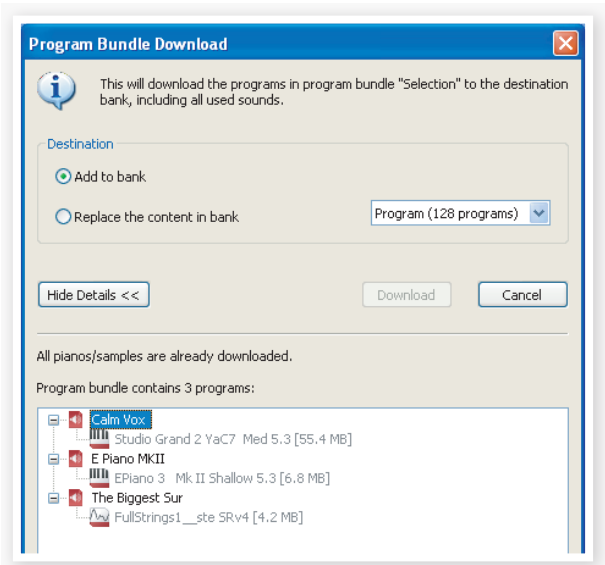 Program Bundle Download
This will download the programs in program bundle "Selection" to the destination
bank, including all used sounds.
Destination
Add to bank
Replace the content in bank
Program (128 programs)
Hide Details <<
Download
Cancel
All pianos/samples are already downloaded.
Program bundle contains 3 programs:
Calm Vox
Studio Grand 2 YaC7  Med 5.3 [55.4 MB]
E Piano MKII
EPiano 3   Mk II Shallow 5.3 [6.8 MB]
The Biggest Sur
FullStrings1__ste SRv4 [4.2 MB]